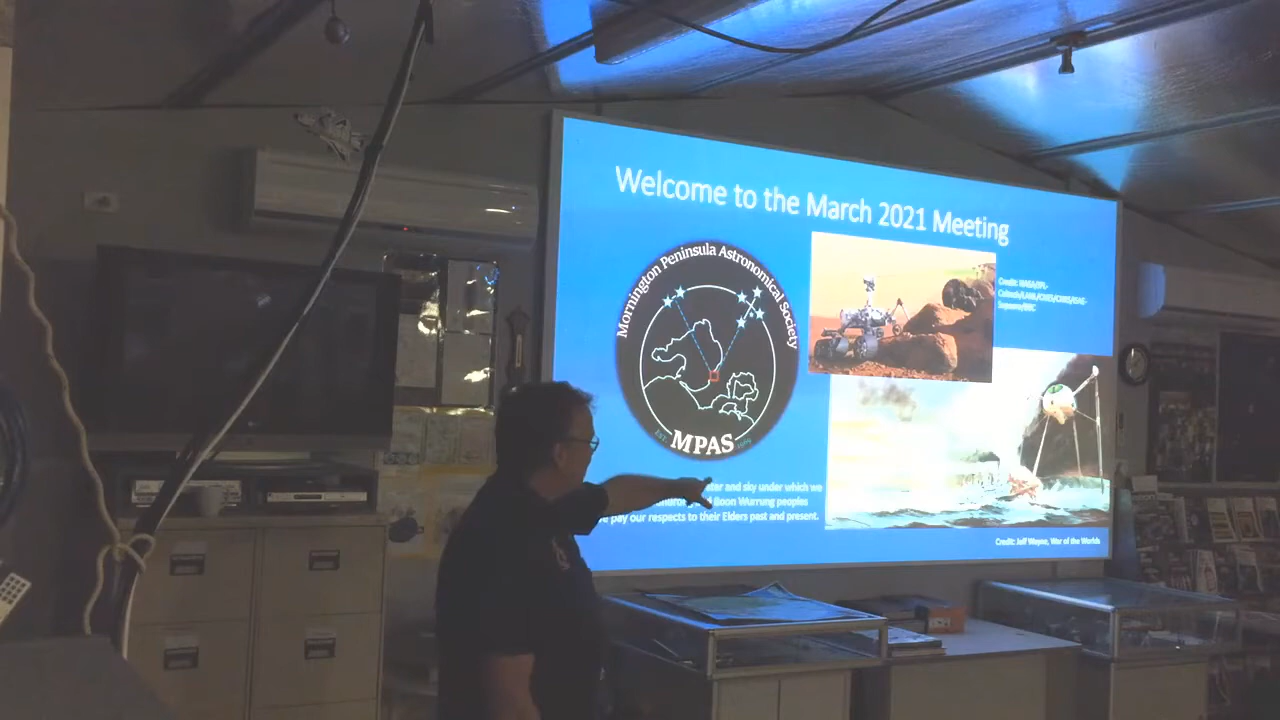 Welcome to the March 2021 Meeting
Mornington Peninsula Astronomical Society
EST. 1969
MPAS
Credit: NASA/JPL-
and sky under which we
Boon Wurrung peoples
pay our respects to their Elders past and present.
Credit: Jeff Wayne, War of the Worlds